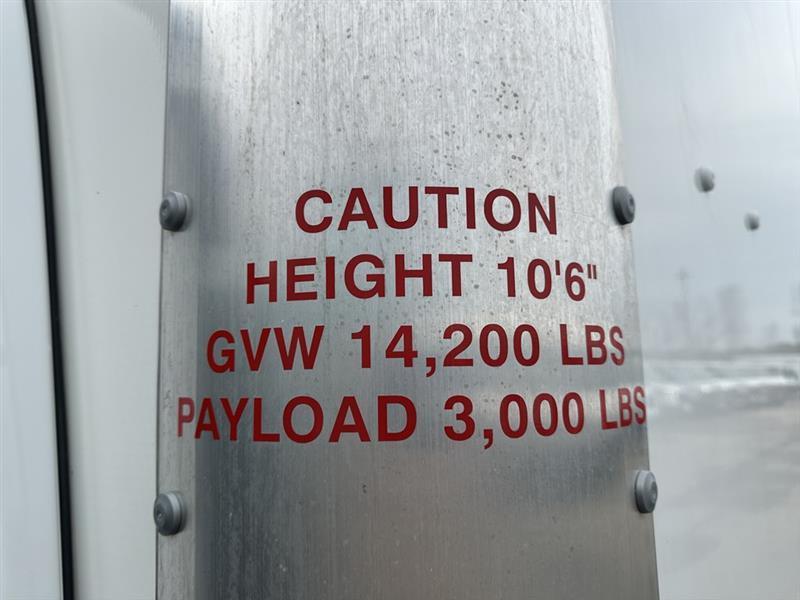 CAUTION
HEIGHT 10'6"
GVW 14,200 LBS
PAYLOAD 3,000 LBS